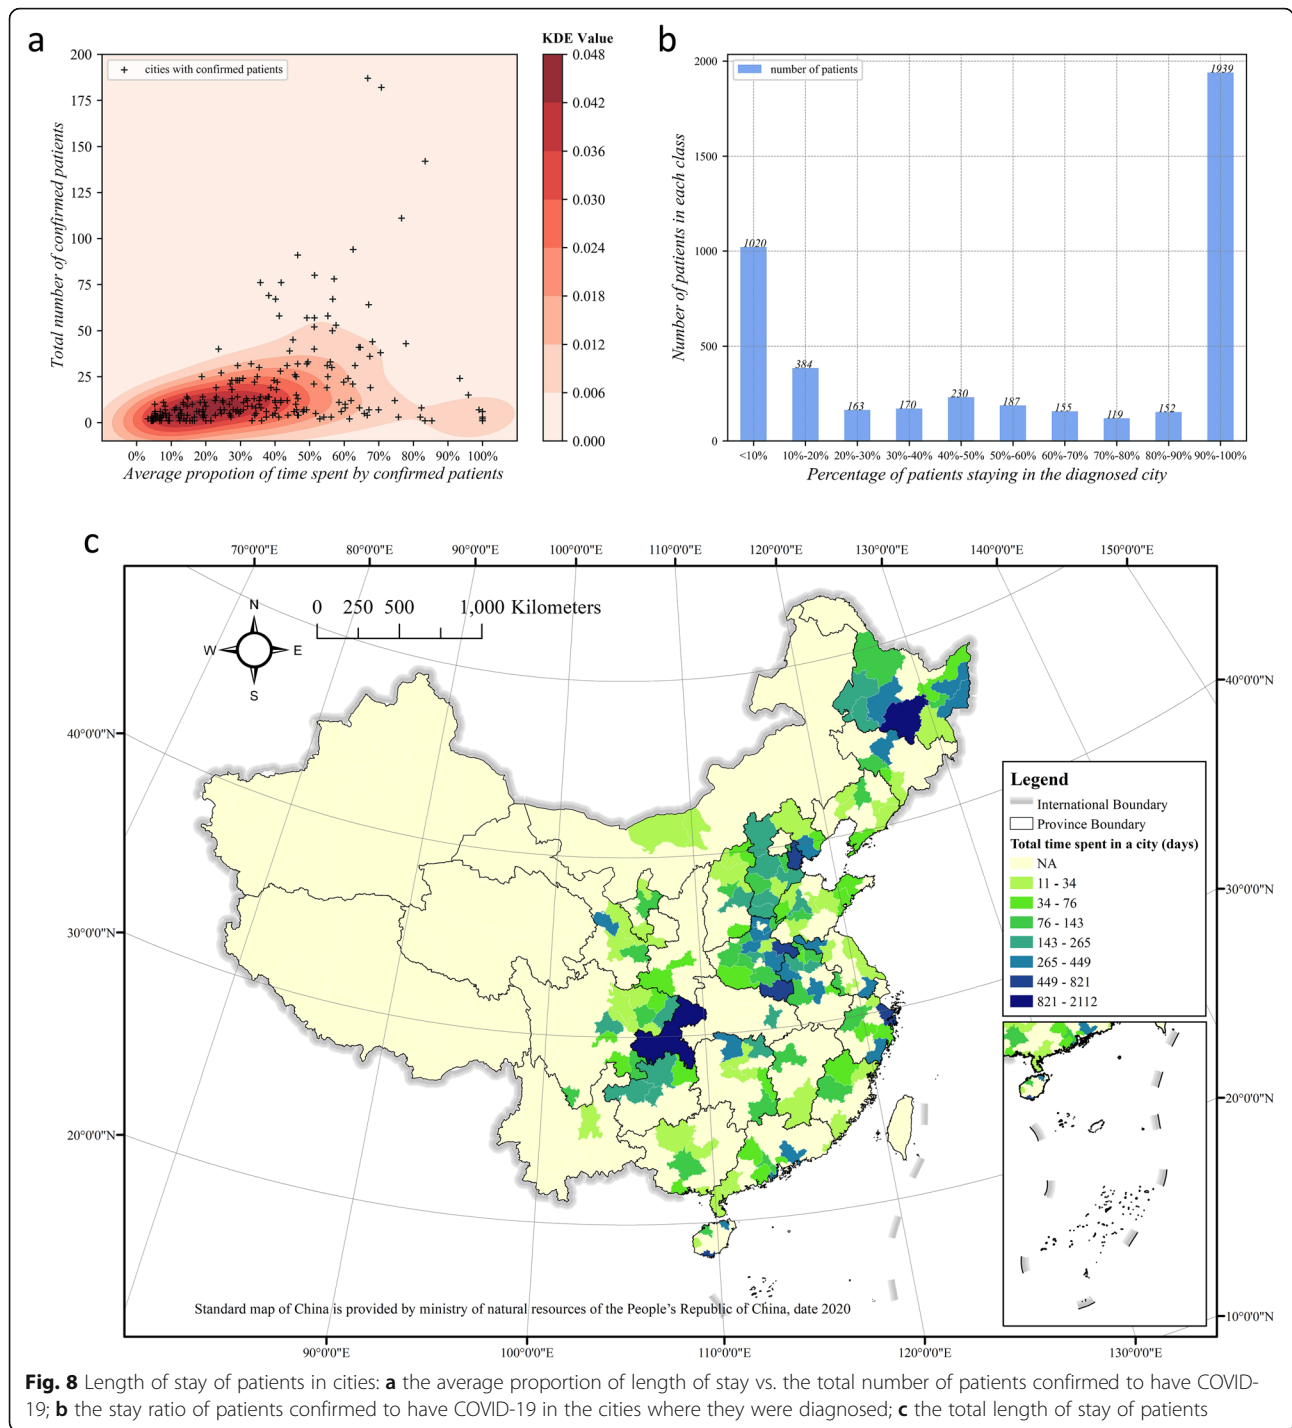 a
KDE Value
200
175
150
125
100
75
50
25
0
cities with confirmed patients
Total number of confirmed patients
0% 10% 20% 30% 40% 50% 60% 70% 80% 90% 100%
Average propotion of time spent by confirmed patients
0.048
0.042
0.036
0.030
0.024
0.018
0.012
0.006
0.000
b
2000
1500
1000
500
0
number of patients
Number of patients in each class
1020
384
163
170
230
187
155
119
152
1939
<10% 10%-20% 20%-30% 30%-40% 40%-50% 50%-60% 60%-70% 70%-80% 80%-90% 90%-100%
Percentage of patients staying in the diagnosed city
c
70°0'0"E 80°0'0"E 90°0'0"E 100°0'0"E 110°0'0"E 120°0'0"E 130°0'0"E 140°0'0"E 150°0'0"E
N
W E
S
0 250 500 1,000 Kilometers
40°0'0"N
30°0'0"N
20°0'0"N
40°0'0"N
30°0'0"N
20°0'0"N
10°0'0"N
Legend
International Boundary
Province Boundary
Total time spent in a city (days)
NA
11 - 34
34 - 76
76 - 143
143 - 265
265 - 449
449 - 821
821 - 2112
Standard map of China is provided by ministry of natural resources of the People's Republic of China, date 2020
90°0'0"E 100°0'0"E 110°0'0"E 120°0'0"E 130°0'0"E
Fig. 8 Length of stay of patients in cities: a the average proportion of length of stay vs. the total number of patients confirmed to have COVID-
19; b the stay ratio of patients confirmed to have COVID-19 in the cities where they were diagnosed; c the total length of stay of patients